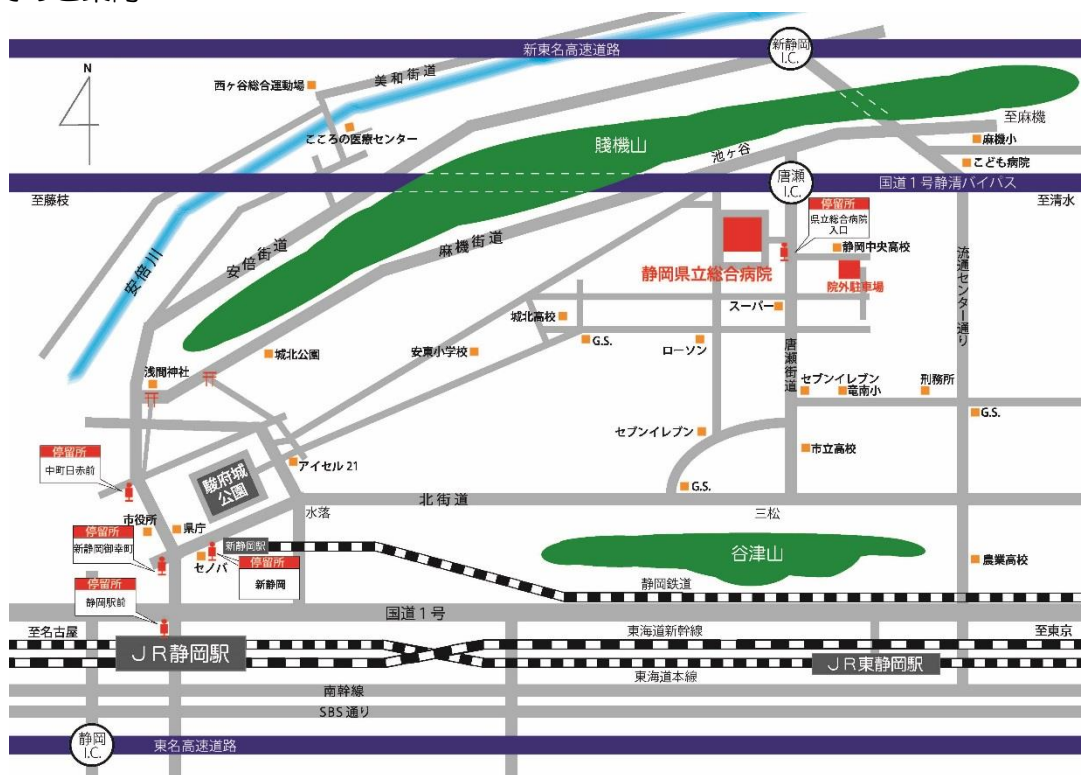 新東名高速道路
新静岡
I.C.
N
西ヶ谷総合運動場
美和街道
こころの医療センター
賤機山
至麻機
麻機小
池ヶ谷
こども病院
唐瀬
I.C.
国道1号静清バイパス
至藤枝
至清水
停留所
県立総合病院
入口
静岡中央高校
安倍川
安倍街道
麻機街道
静岡県立総合病院
院外駐車場
流通センター通り
スーパー
城北高校
G.S.
ローソン
唐瀬街道
城北公園
安東小学校
浅間神社
セブンイレブン
竜南小
刑務所
G.S.
セブンイレブン
市立高校
停留所
中町日赤前
アイセル21
駿府城
公園
G.S.
北街道
水落
三松
市役所
県庁
停留所
新静岡御幸町
セノバ
新静岡駅
停留所
新静岡
谷津山
農業高校
静岡鉄道
停留所
静岡駅前
国道1号
至名古屋
東海道新幹線
至東京
JR静岡駅
JR東静岡駅
東海道本線
南幹線
SBS通り
静岡
I.C.
東名高速道路